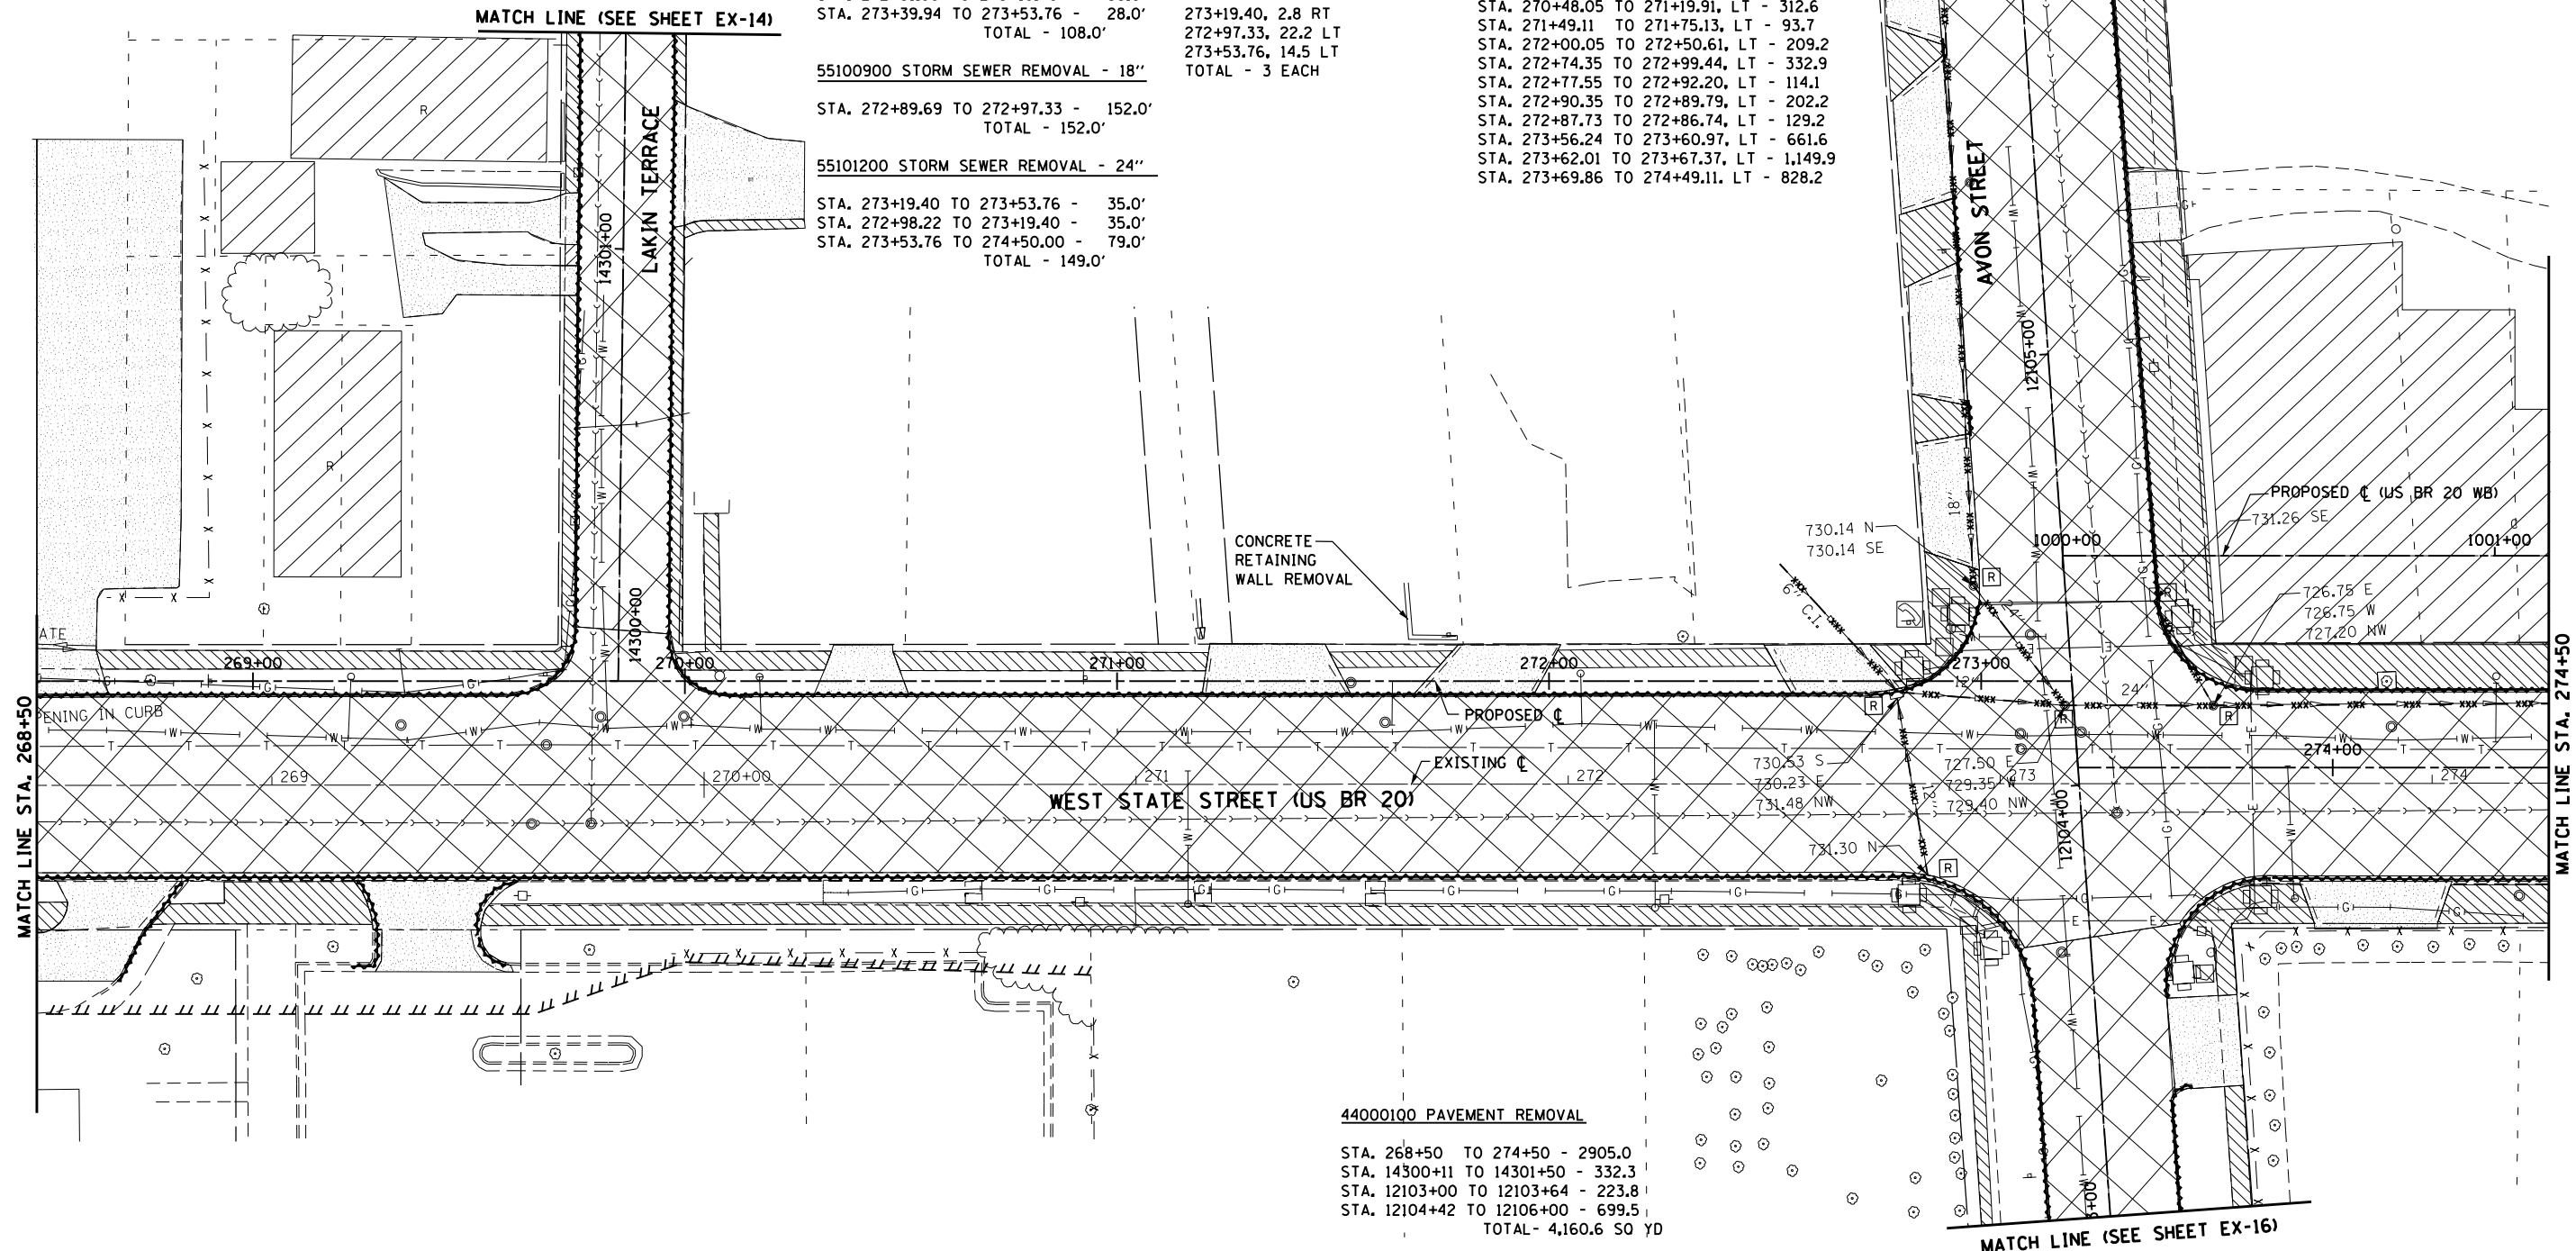 MATCH LINE (SEE SHEET EX-14)
STA. 273+39.94 TO 273+53.76 - 28.0'
TOTAL - 108.0'
55100900 STORM SEWER REMOVAL - 18''
STA. 272+89.69 TO 272+97.33 - 152.0'
TOTAL - 152.0'
55101200 STORM SEWER REMOVAL - 24''
STA. 273+19.40 TO 273+53.76 - 35.0'
STA. 272+98.22 TO 273+19.40 - 35.0'
STA. 273+53.76 TO 274+50.00 - 79.0'
TOTAL - 149.0'
273+19.40, 2.8 RT
272+97.33, 22.2 LT
273+53.76, 14.5 LT
TOTAL - 3 EACH
STA. 270+48.05 TO 271+19.91, LT - 312.6
STA. 271+49.11 TO 271+75.13, LT - 93.7
STA. 272+00.05 TO 272+50.61, LT - 209.2
STA. 272+74.35 TO 272+99.44, LT - 332.9
STA. 272+77.55 TO 272+92.20, LT - 114.1
STA. 272+90.35 TO 272+89.79, LT - 202.2
STA. 272+87.73 TO 272+86.74, LT - 129.2
STA. 273+56.24 TO 273+60.97, LT - 661.6
STA. 273+62.01 TO 273+67.37, LT - 1,149.9
STA. 273+69.86 TO 274+49.11, LT - 828.2
LAKIN TERRACE
14301+00
14300+00
AVON STREET
12105+00
18''
R
R
CONCRETE
RETAINING
WALL REMOVAL
730.14 N
730.14 SE
PROPOSED ℄ (US BR 20 WB)
731.26 SE
1000+00
1001+00
726.75 E
726.75 W
727.20 NW
6'' C.I.
24''
R
R
ATE
269+00
270+00
271+00
272+00
273+00
12''
24''
PENING IN CURB
PROPOSED ℄
R
R
R
274+00
269
270+00
271
272
273
274
EXISTING ℄
WEST STATE STREET (US BR 20)
730.53 S
730.23 E
731.48 NW
727.50 E
729.35 W
729.40 NW
12''
12104+00
731.30 N
R
MATCH LINE STA. 268+50
MATCH LINE STA. 274+50
44000100 PAVEMENT REMOVAL
STA. 268+50 TO 274+50 - 2905.0
STA. 14300+11 TO 14301+50 - 332.3
STA. 12103+00 TO 12103+64 - 223.8
STA. 12104+42 TO 12106+00 - 699.5
TOTAL- 4,160.6 SQ YD
3+00
MATCH LINE (SEE SHEET EX-16)